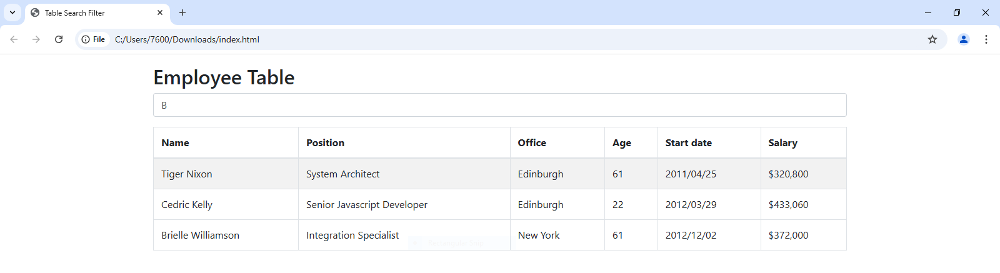 Table Search Filter
File C:/Users/7600/Downloads/index.html
Employee Table
B
Name Position Office Age Start date Salary
Tiger Nixon System Architect Edinburgh 61 2011/04/25 $320,800
Cedric Kelly Senior Javascript Developer Edinburgh 22 2012/03/29 $433,060
Brielle Williamson Integration Specialist New York 61 2012/12/02 $372,000
Rectangular Snip